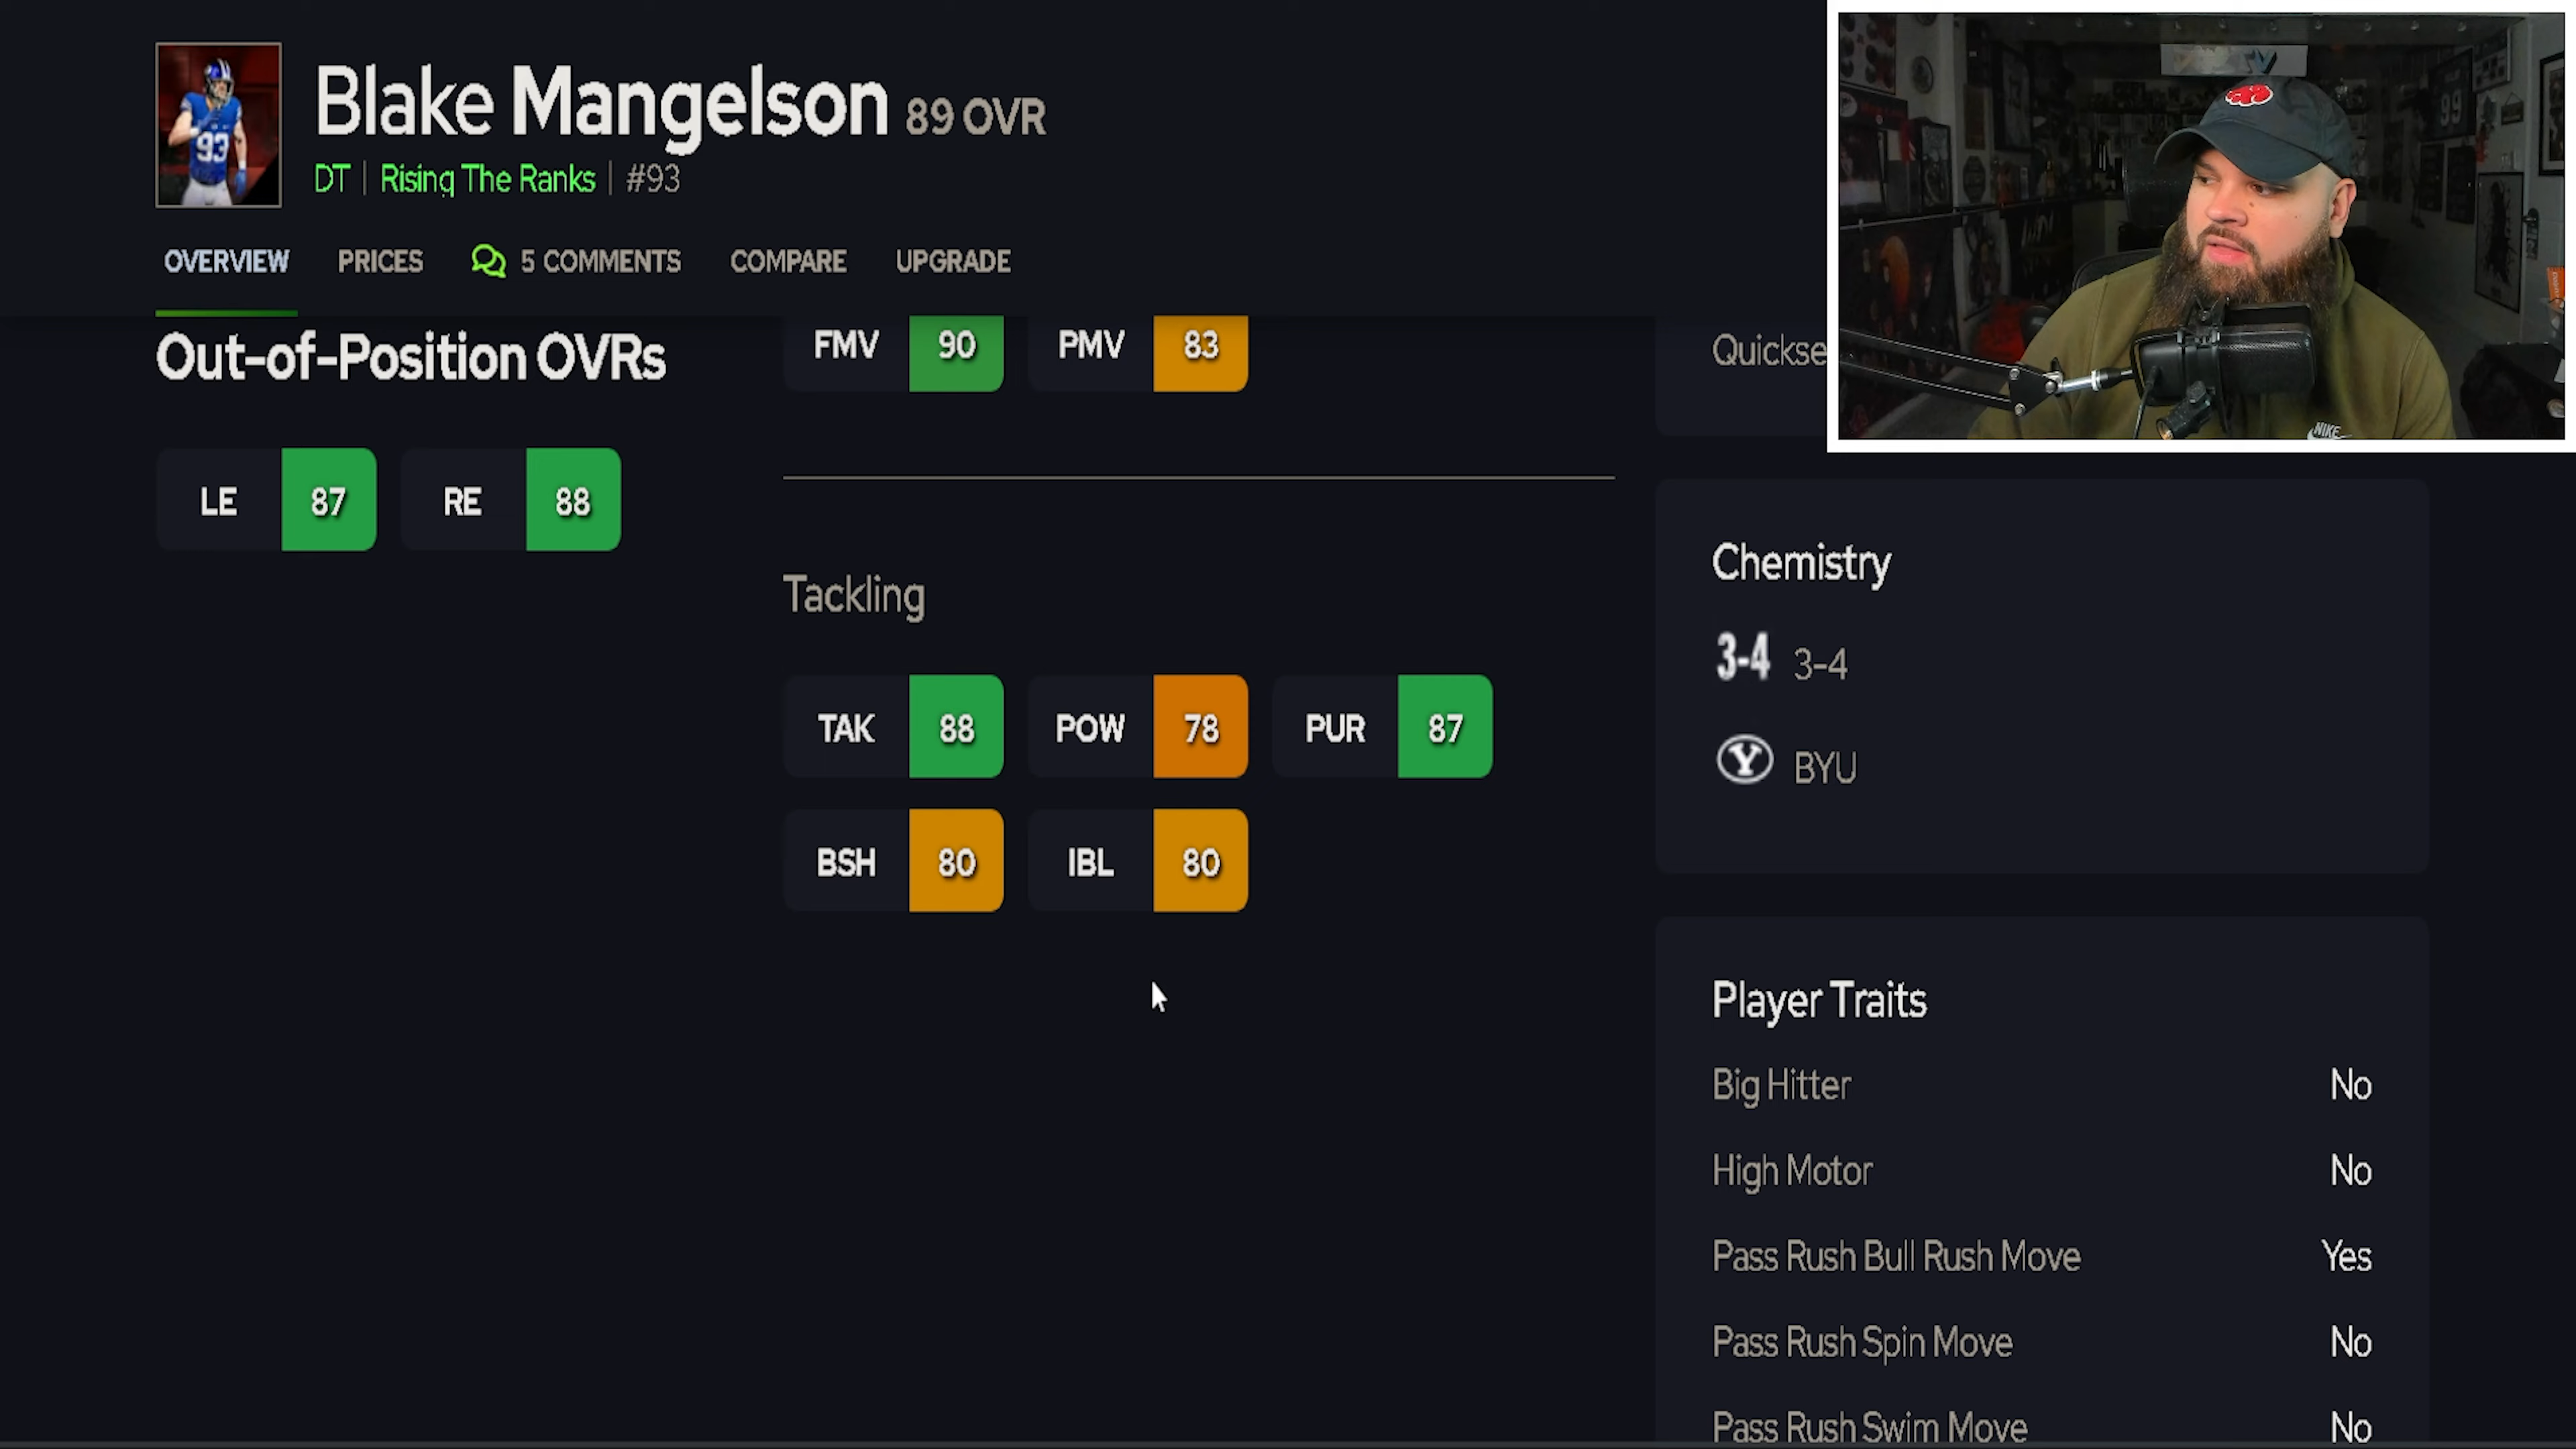 Blake Mangelson 89 OVR
DT | Rising The Ranks | #93
OVERVIEW PRICES 5 COMMENTS COMPARE UPGRADE
Out-of-Position OVRs
LE 87 RE 88
FMV 90 PMV 83
Tackling
TAK 88 POW 78 PUR 87
BSH 80 IBL 80
Quickse
Chemistry
3-4 3-4
Y BYU
Player Traits
Big Hitter No
High Motor No
Pass Rush Bull Rush Move Yes
Pass Rush Spin Move No
Pass Rush Swim Move No
93
99
NIKE